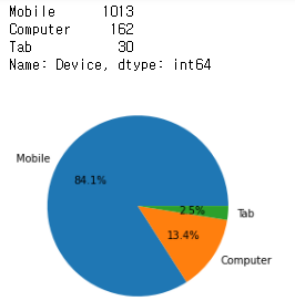 Mobile      1013
Computer     162
Tab           30
Name: Device, dtype: int64
Mobile
84.1%
2.5%
Tab
13.4%
Computer